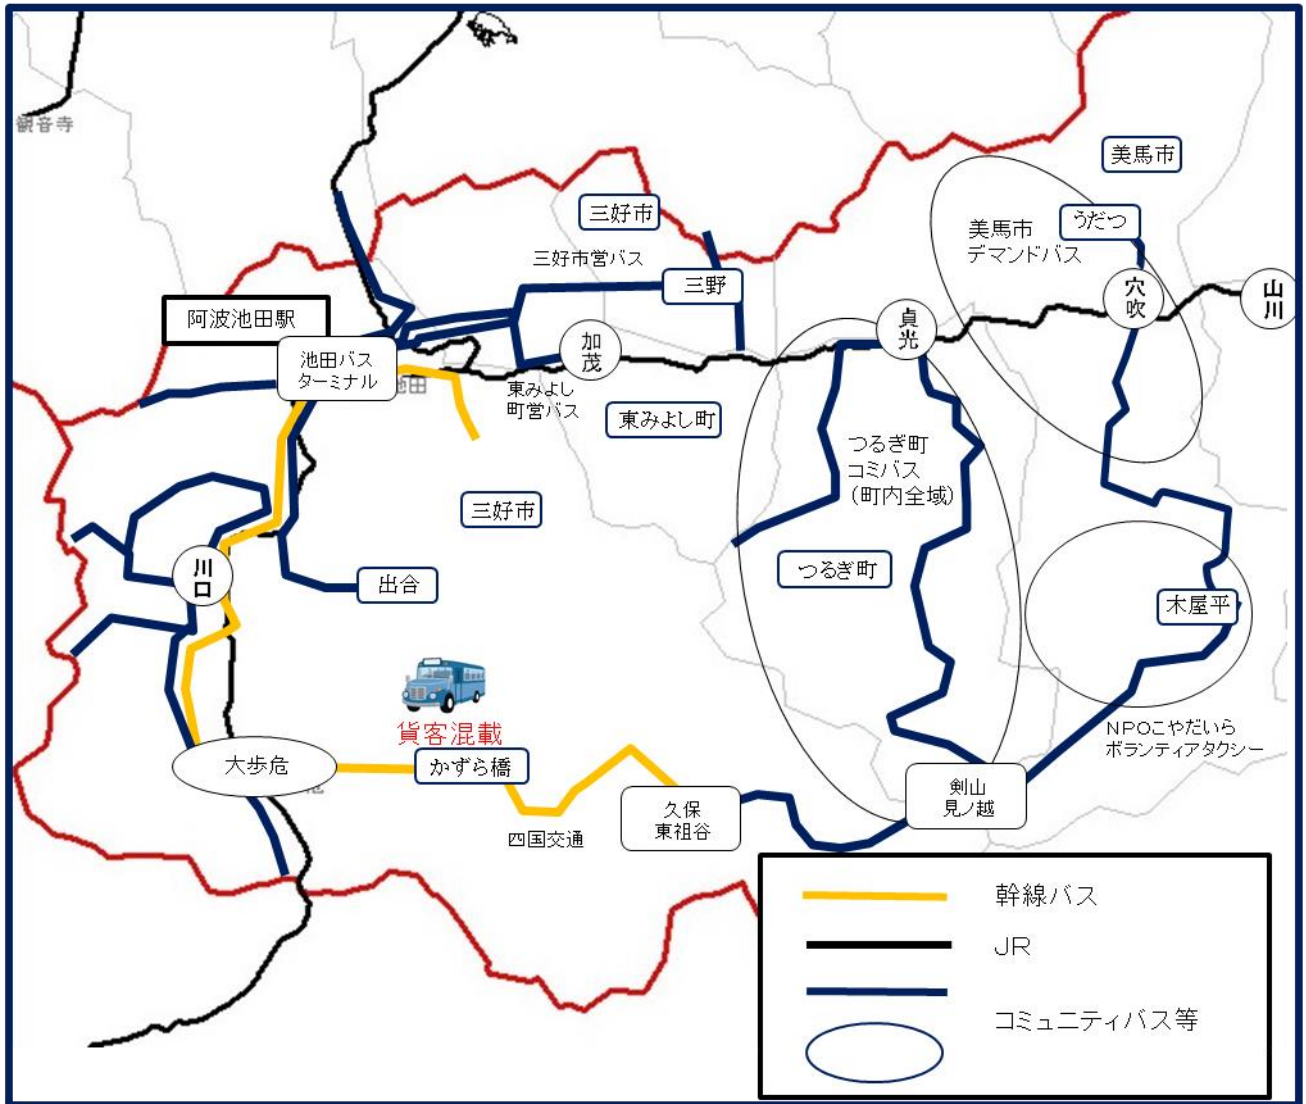 観音寺
美馬市
三好市
うだつ
美馬市
デマンドバス
三好市営バス
三野
穴吹
山川
阿波池田駅
貞光
加茂
池田バス
ターミナル
池田
東みよし
町営バス
東みよし町
つるぎ町
コミバス
(町内全域)
三好市
川口
出合
つるぎ町
木屋平
貨客混載
NPOこやだいら
ボランティアタクシー
大歩危
かずら橋
剣山
見ノ越
久保
東祖谷
四国交通
幹線バス
JR
コミュニティバス等